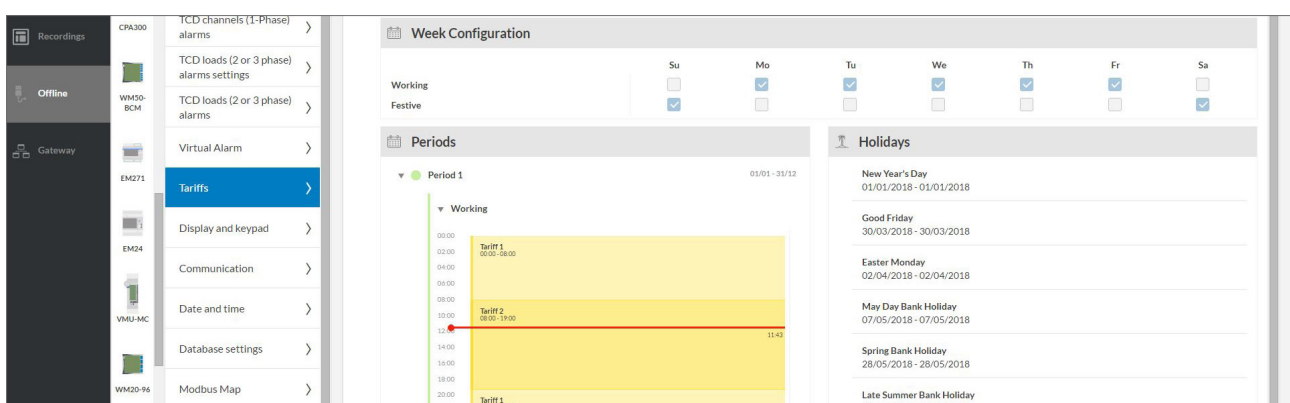 Recordings
Offline
Gateway
CPA300
WM50-
BCM
EM271
EM24
VMU-MC
WM20-96
TCD channels (1-Phase)
alarms
TCD loads (2 or 3 phase)
alarms settings
TCD loads (2 or 3 phase)
alarms
Virtual Alarm
Tariffs
Display and keypad
Communication
Date and time
Database settings
Modbus Map
Week Configuration
Su Mo Tu We Th Fr Sa
Working
Festive
Periods
Period 1 01/01 - 31/12
Working
00:00
02:00
04:00
06:00
08:00
10:00
14:00
16:00
18:00
20:00
Tariff 1
00:00 - 08:00
Tariff 2
08:00 - 19:00
11:43
Tariff 1
Holidays
New Year's Day
01/01/2018 - 01/01/2018
Good Friday
30/03/2018 - 30/03/2018
Easter Monday
02/04/2018 - 02/04/2018
May Day Bank Holiday
07/05/2018 - 07/05/2018
Spring Bank Holiday
28/05/2018 - 28/05/2018
Late Summer Bank Holiday